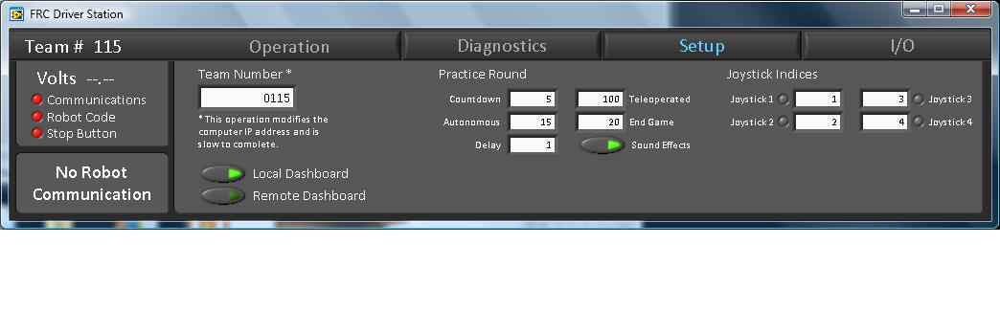 FRC Driver Station
Team # 115
Operation
Diagnostics
Setup
I/O
Volts --.--
Communications
Robot Code
Stop Button
No Robot
Communication
Team Number *
0115
* This operation modifies the
computer IP address and is
slow to complete.
Local Dashboard
Remote Dashboard
Practice Round
Countdown 5 100 Teleoperated
Autonomous 15 20 End Game
Delay 1 Sound Effects
Joystick Indices
Joystick 1 1 3 Joystick 3
Joystick 2 2 4 Joystick 4